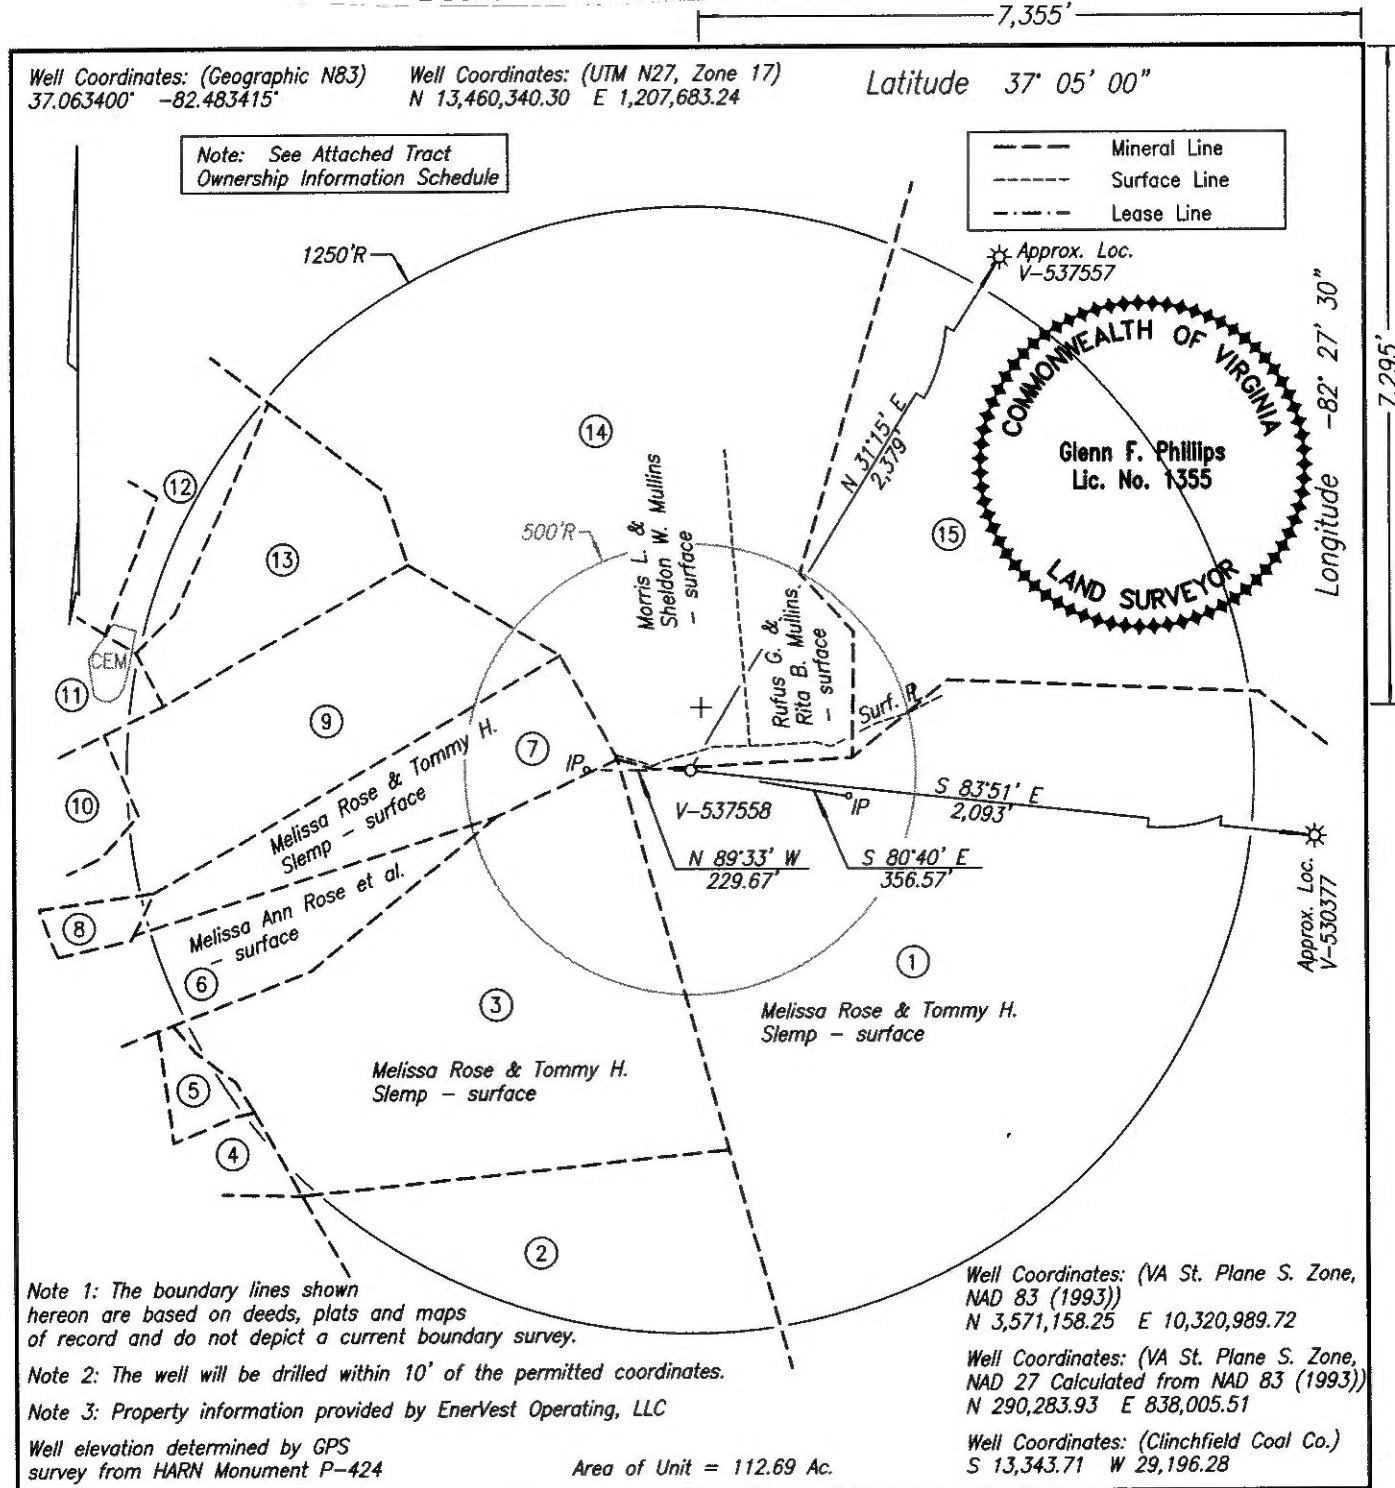 7,355'
Well Coordinates: (Geographic N83)
37.063400° -82.483415°
Well Coordinates: (UTM N27, Zone 17)
N 13,460,340.30 E 1,207,683.24
Latitude 37° 05' 00"
Note: See Attached Tract
Ownership Information Schedule
Mineral Line
Surface Line
Lease Line
1250'R
Approx. Loc.
V-537557
Longitude -82° 27' 30"
7,295'
COMMONWEALTH OF VIRGINIA
Glenn F. Phillips
Lic. No. 1355
LAND SURVEYOR
N 31°15' E
2,379'
14
12
13
15
500'R
Morris L. &
Sheldon W. Mullins
- surface
Rufus G. &
Rita B. Mullins
- surface
CEM
11
9
7
10
Surf. P
IP
V-537558
IP
S 83°51' E
2,093'
N 89°33' W
229.67'
S 80°40' E
356.57'
Approx. Loc.
V-530377
Melissa Rose & Tommy H.
Slemp - surface
Melissa Ann Rose et al.
- surface
8
6
3
1
Melissa Rose & Tommy H.
Slemp - surface
Melissa Rose & Tommy H.
Slemp - surface
5
4
2
Note 1: The boundary lines shown
hereon are based on deeds, plats and maps
of record and do not depict a current boundary survey.
Note 2: The well will be drilled within 10' of the permitted coordinates.
Note 3: Property information provided by EnerVest Operating, LLC
Well elevation determined by GPS
survey from HARN Monument P-424
Area of Unit = 112.69 Ac.
Well Coordinates: (VA St. Plane S. Zone,
NAD 83 (1993))
N 3,571,158.25 E 10,320,989.72
Well Coordinates: (VA St. Plane S. Zone,
NAD 27 Calculated from NAD 83 (1993))
N 290,283.93 E 838,005.51
Well Coordinates: (Clinchfield Coal Co.)
S 13,343.71 W 29,196.28